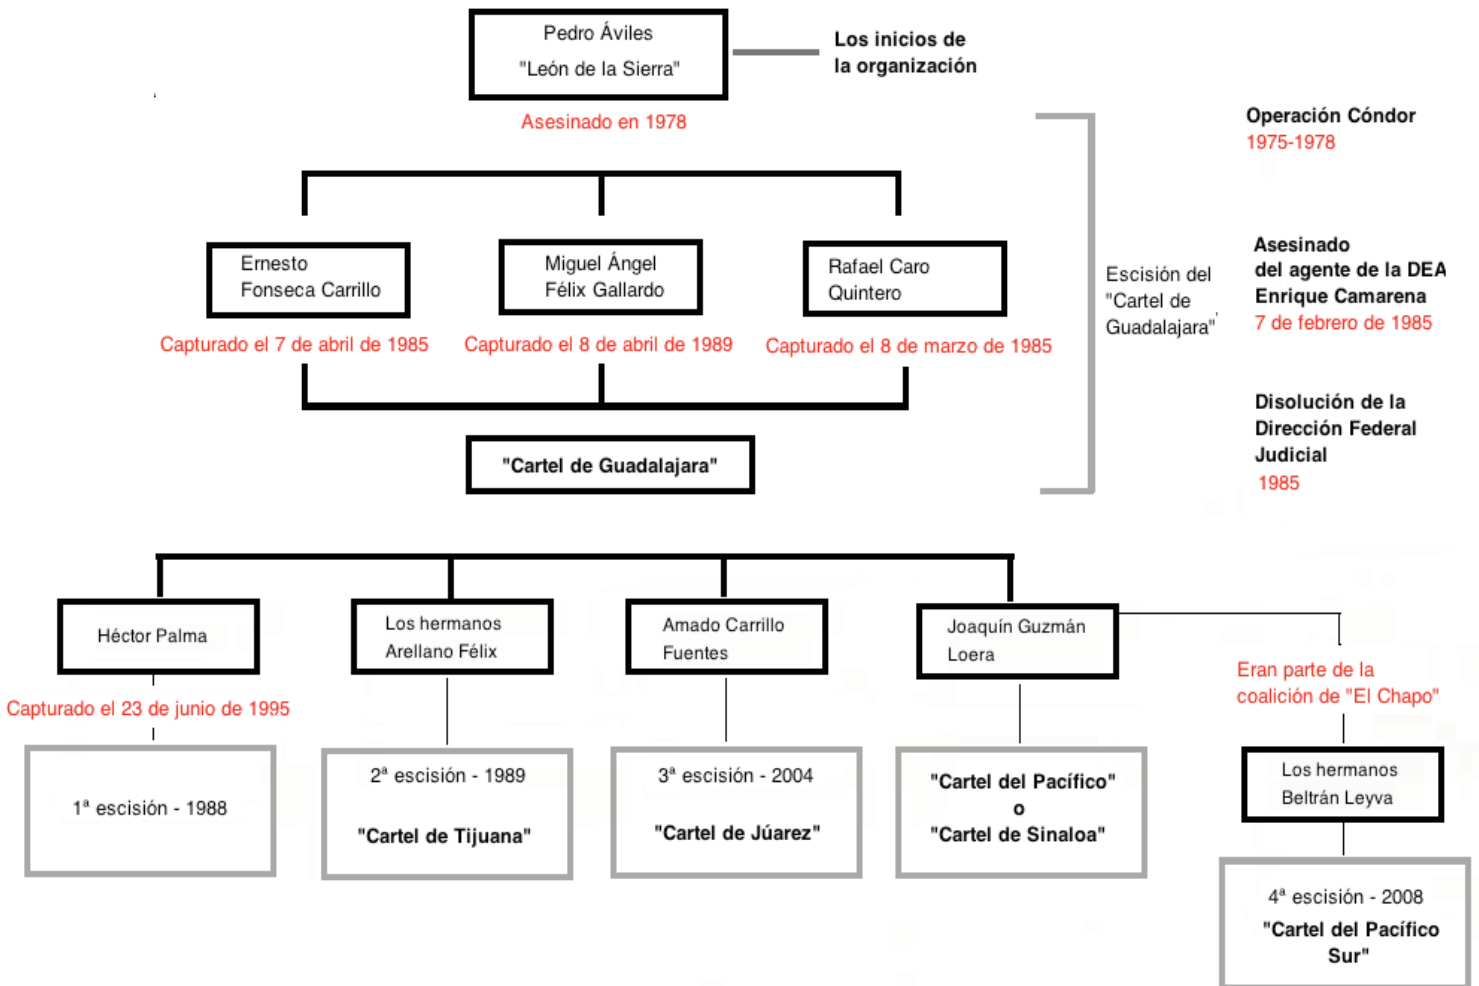 Pedro Áviles
"León de la Sierra"
Los inicios de
la organización
Asesinado en 1978
Operación Cóndor
1975-1978
Ernesto
Fonseca Carrillo
Miguel Ángel
Félix Gallardo
Rafael Caro
Quintero
Capturado el 7 de abril de 1985
Capturado el 8 de abril de 1989
Capturado el 8 de marzo de 1985
Escisión del
"Cartel de
Guadalajara"
Asesinado
del agente de la DEA
Enrique Camarena
7 de febrero de 1985
Disolución de la
Dirección Federal
Judicial
1985
"Cartel de Guadalajara"
Héctor Palma
Los hermanos
Arellano Félix
Amado Carrillo
Fuentes
Joaquín Guzmán
Loera
Capturado el 23 de junio de 1995
Eran parte de la
coalición de "El Chapo"
1ª escisión - 1988
2ª escisión - 1989
"Cartel de Tijuana"
3ª escisión - 2004
"Cartel de Júarez"
"Cartel del Pacífico"
o
"Cartel de Sinaloa"
Los hermanos
Beltrán Leyva
4ª escisión - 2008
"Cartel del Pacífico
Sur"